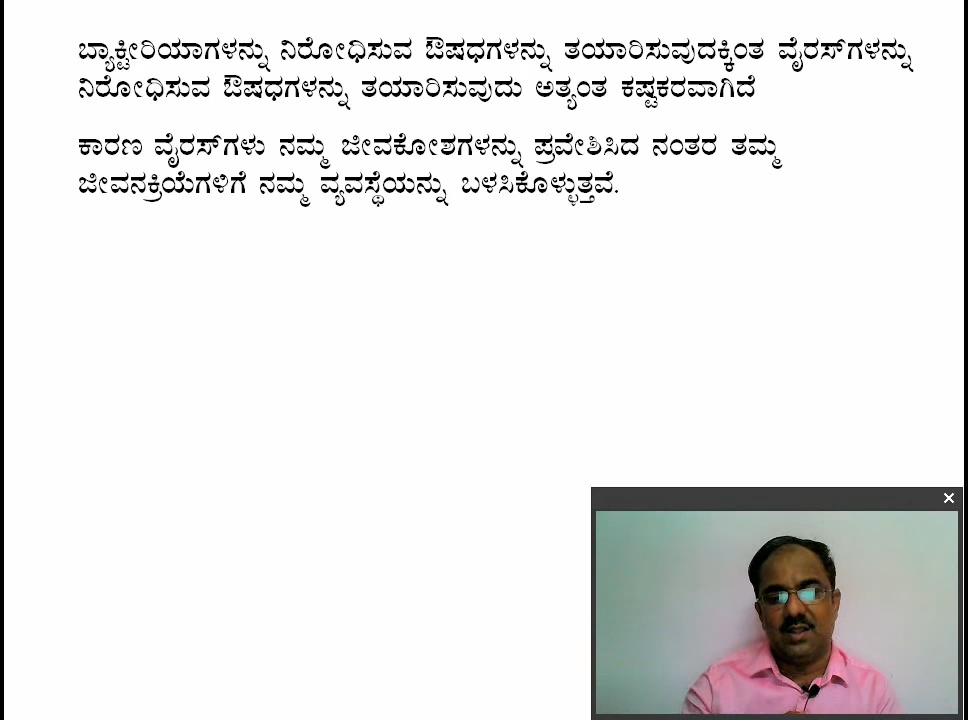 ಬ್ಯಾಕ್ಟೀರಿಯಾಗಳನ್ನು ನಿರೋಧಿಸುವ ಔಷಧಗಳನ್ನು ತಯಾರಿಸುವುದಕ್ಕಿಂತ ವೈರಸ್‌ಗಳನ್ನು
ನಿರೋಧಿಸುವ ಔಷಧಗಳನ್ನು ತಯಾರಿಸುವುದು ಅತ್ಯಂತ ಕಷ್ಟಕರವಾಗಿದೆ
ಕಾರಣ ವೈರಸ್‌ಗಳು ನಮ್ಮ ಜೀವಕೋಶಗಳನ್ನು ಪ್ರವೇಶಿಸಿದ ನಂತರ ತಮ್ಮ
ಜೀವನಕ್ರಿಯೆಗಳಿಗೆ ನಮ್ಮ ವ್ಯವಸ್ಥೆಯನ್ನು ಬಳಸಿಕೊಳ್ಳುತ್ತವೆ.